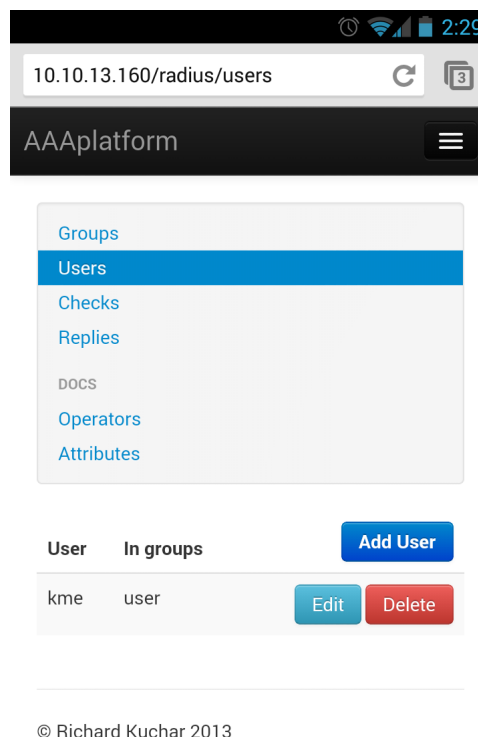 2:29
10.10.13.160/radius/users
3
AAAplatform
Groups
Users
Checks
Replies
DOCS
Operators
Attributes
User In groups Add User
kme user Edit Delete
© Richard Kuchar 2013